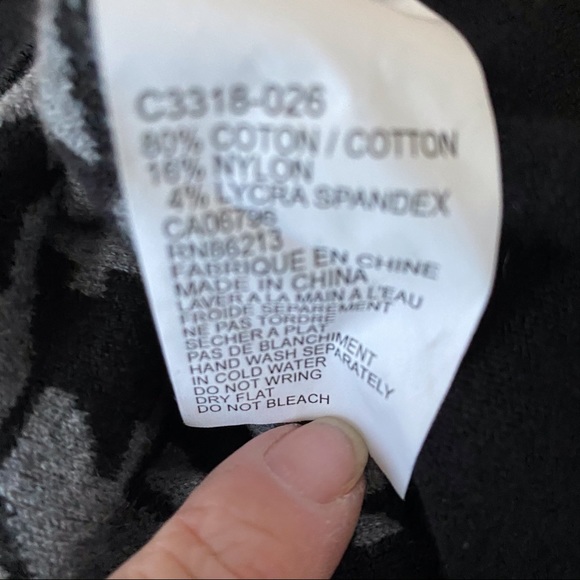 C3318-026
80% COTON / COTTON
16% NYLON
4% LYCRA SPANDEX
CA06796
RN86213
FABRIQUE EN CHINE
MADE IN CHINA
LAVER A LA MAIN A L'EAU
FROIDE SEPAREMENT
NE PAS TORDRE
SECHER A PLAT
PAS DE BLANCHIMENT
HAND WASH SEPARATELY
IN COLD WATER
DO NOT WRING
DRY FLAT
DO NOT BLEACH